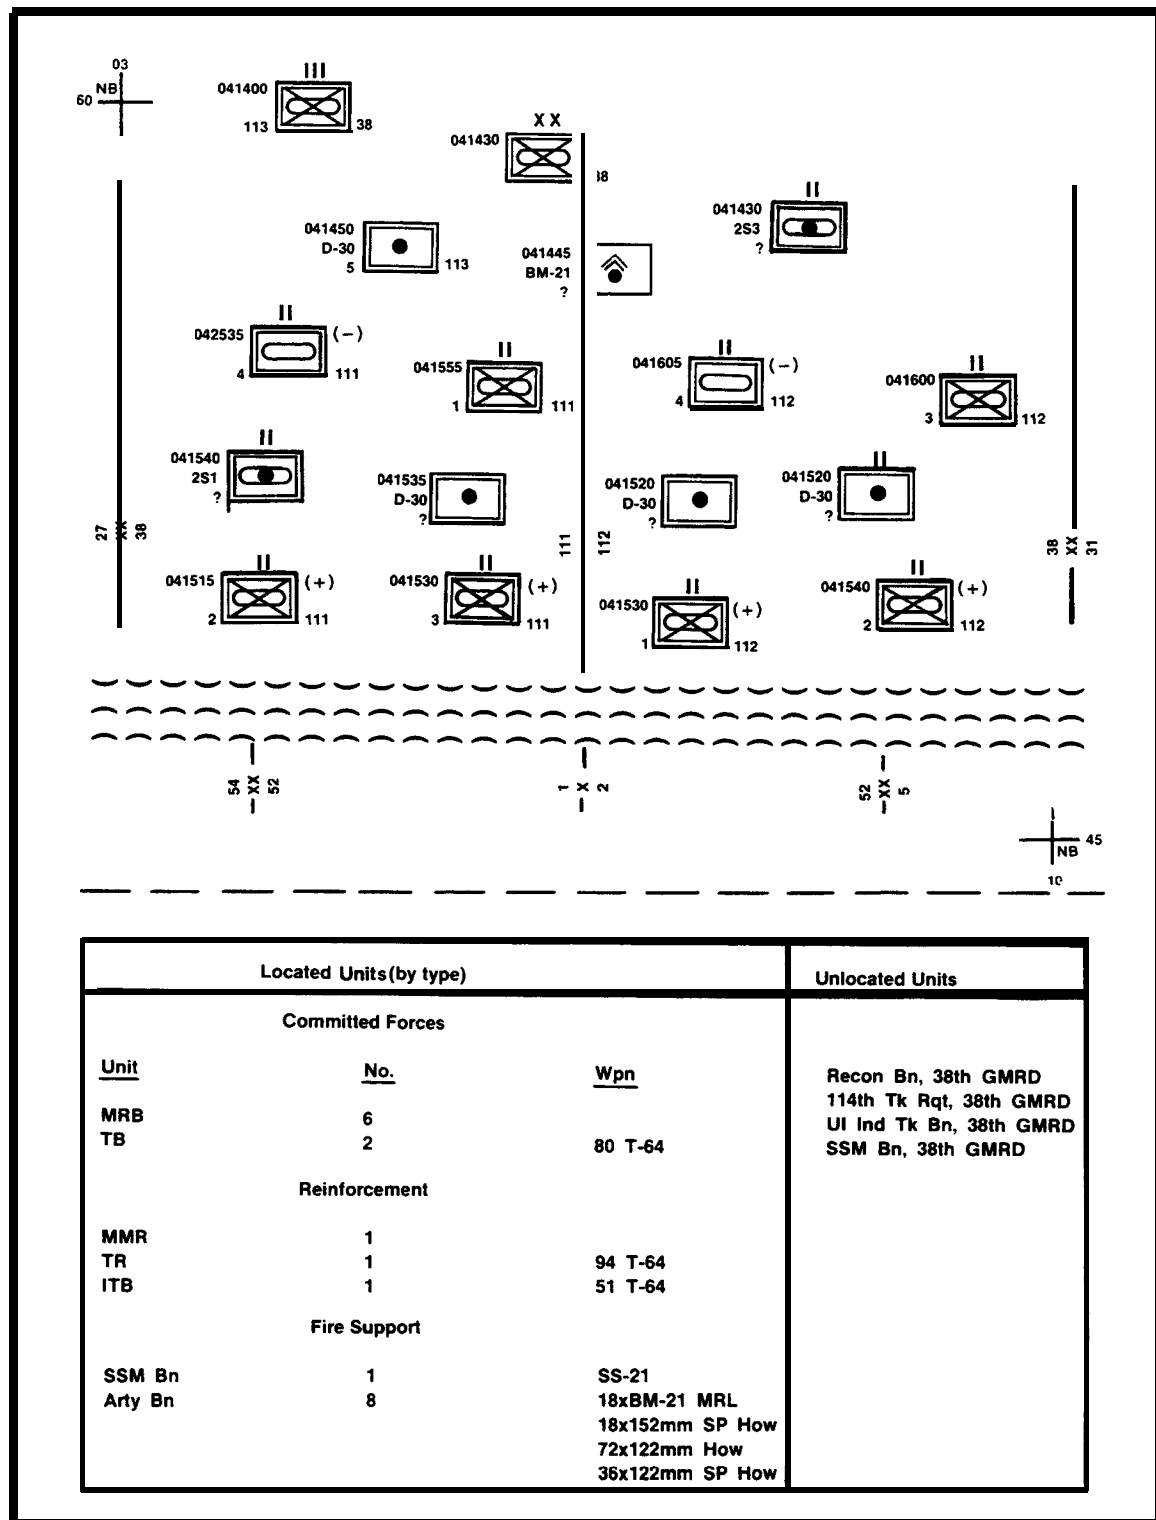 03
NB
60
III
041400
113 38
XX
041430
38
II
041430
2S3
?
041450
D-30
5 113
041445
BM-21
?
II
042535 (-)
4 111
II
041555
1 111
II
041605 (-)
4 112
II
041600
3 112
II
041540
2S1
?
041535
D-30
?
041520
D-30
?
II
041520
D-30
?
27 XX 38
111 112
38 XX 31
II
041515 (+)
2 111
II
041530 (+)
3 111
II
041530 (+)
1 112
II
041540 (+)
2 112
54 XX 52
1 X 2
52 XX 5
45
NB
10
Located Units (by type) Unlocated Units
Committed Forces
Unit No. Wpn
MRB 6
TB 2 80 T-64
Reinforcement
MMR 1
TR 1 94 T-64
ITB 1 51 T-64
Fire Support
SSM Bn 1 SS-21
Arty Bn 8 18xBM-21 MRL
18x152mm SP How
72x122mm How
36x122mm SP How
Recon Bn, 38th GMRD
114th Tk Rqt, 38th GMRD
UI Ind Tk Bn, 38th GMRD
SSM Bn, 38th GMRD